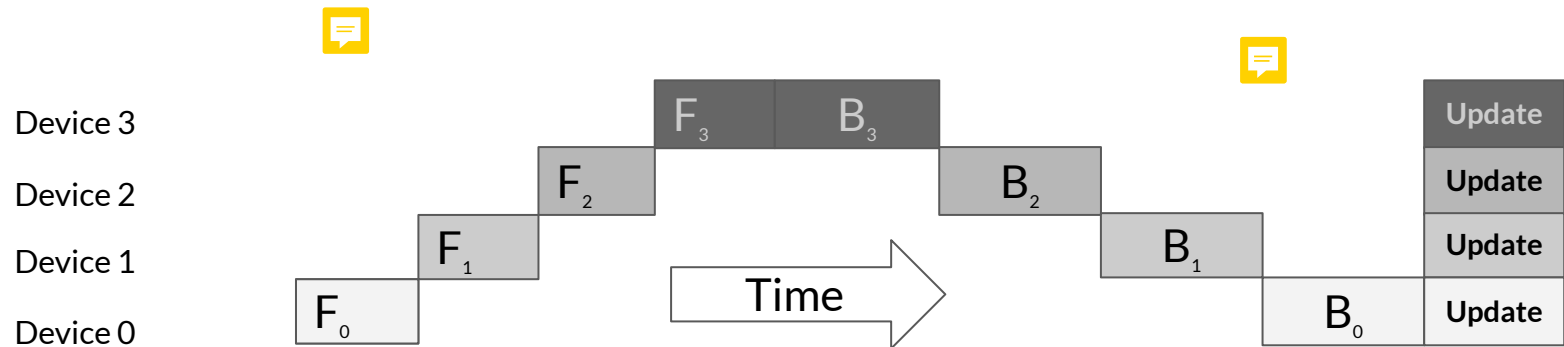 Device 3 F₃ B₃ Update
Device 2 F₂ B₂ Update
Device 1 F₁ B₁ Update
Time
Device 0 F₀ B₀ Update